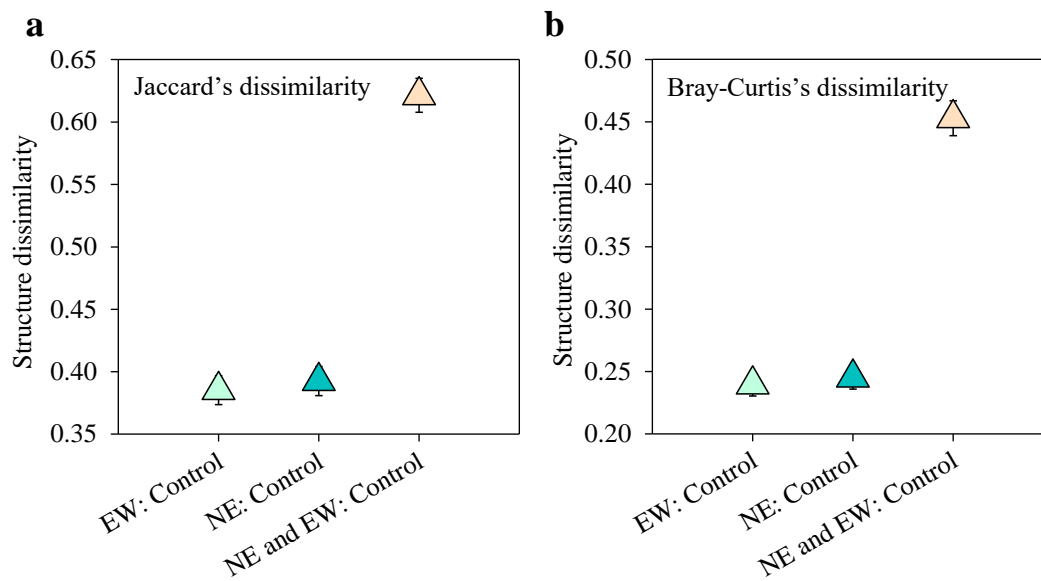 a
Jaccard's dissimilarity
Structure dissimilarity
0.65
0.60
0.55
0.50
0.45
0.40
0.35
EW: Control
NE: Control
NE and EW: Control
b
Bray-Curtis's dissimilarity
Structure dissimilarity
0.50
0.45
0.40
0.35
0.30
0.25
0.20
EW: Control
NE: Control
NE and EW: Control